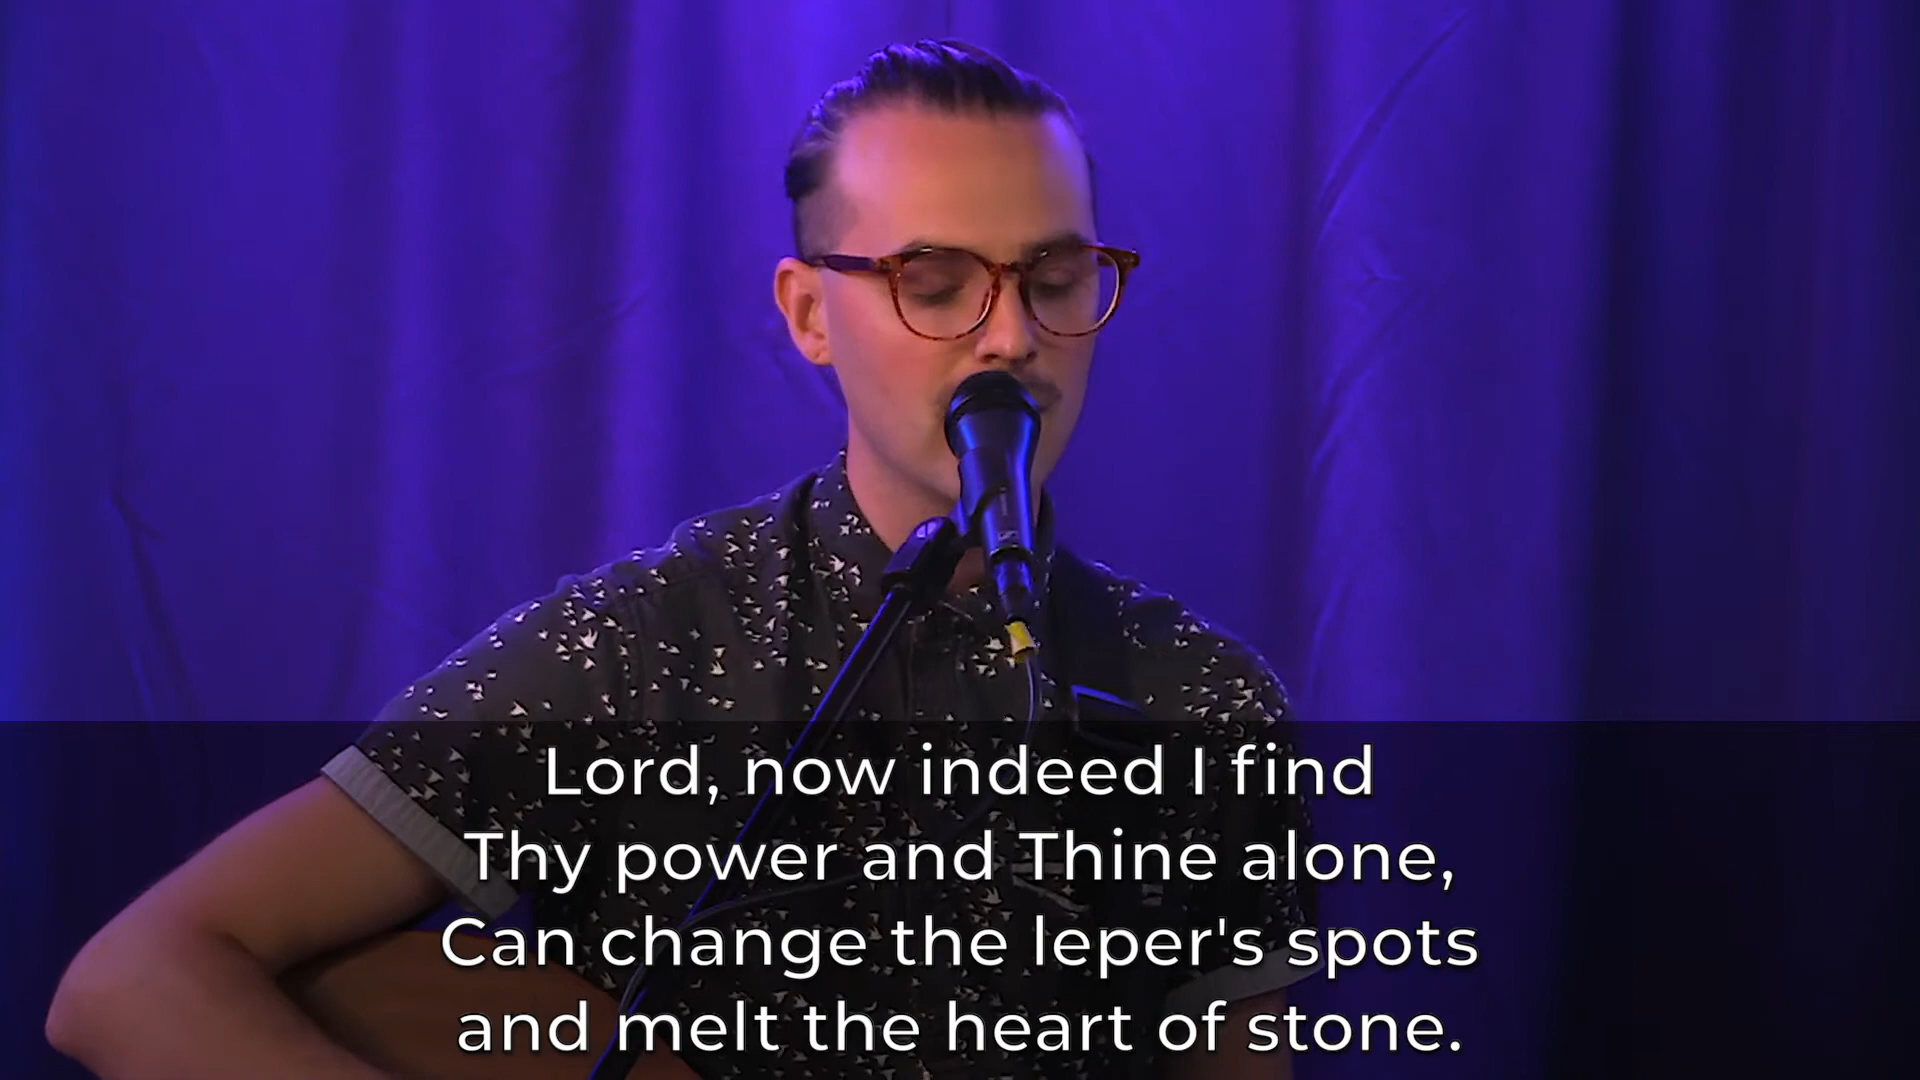 Lord, now indeed I find
Thy power and Thine alone,
Can change the leper's spots
and melt the heart of stone.